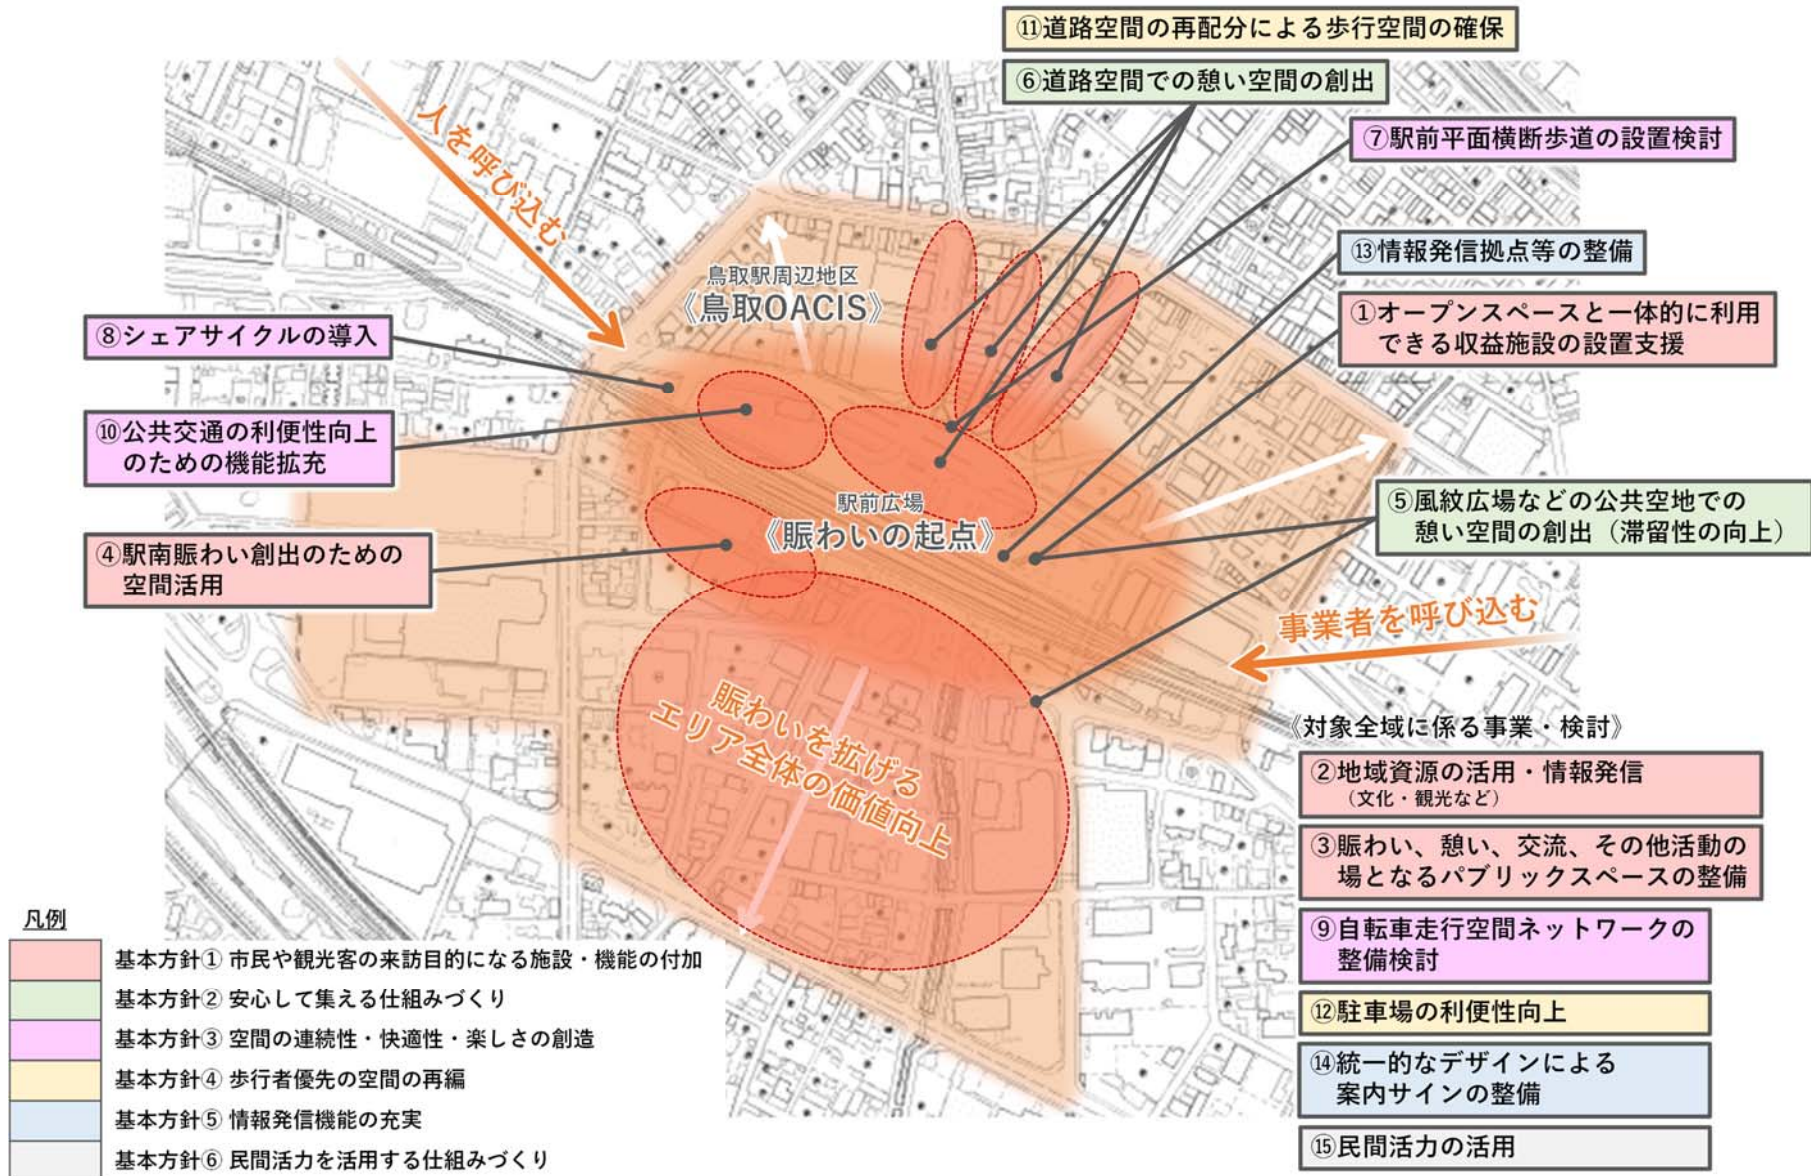 ⑪道路空間の再配分による歩行空間の確保
⑥道路空間での憩い空間の創出
⑦駅前平面横断歩道の設置検討
人を呼び込む
⑬情報発信拠点等の整備
鳥取駅周辺地区
《鳥取OACIS》
①オープンスペースと一体的に利用
できる収益施設の設置支援
⑧シェアサイクルの導入
⑩公共交通の利便性向上
のための機能拡充
駅前広場
《賑わいの起点》
⑤風紋広場などの公共空地での
憩い空間の創出（滞留性の向上）
④駅南賑わい創出のための
空間活用
事業者を呼び込む
賑わいを拡げる
エリア全体の価値向上
《対象全域に係る事業・検討》
②地域資源の活用・情報発信
（文化・観光など）
③賑わい、憩い、交流、その他活動の
場となるパブリックスペースの整備
⑨自転車走行空間ネットワークの
整備検討
⑫駐車場の利便性向上
⑭統一的なデザインによる
案内サインの整備
⑮民間活力の活用
凡例
基本方針① 市民や観光客の来訪目的になる施設・機能の付加
基本方針② 安心して集える仕組みづくり
基本方針③ 空間の連続性・快適性・楽しさの創造
基本方針④ 歩行者優先の空間の再編
基本方針⑤ 情報発信機能の充実
基本方針⑥ 民間活力を活用する仕組みづくり